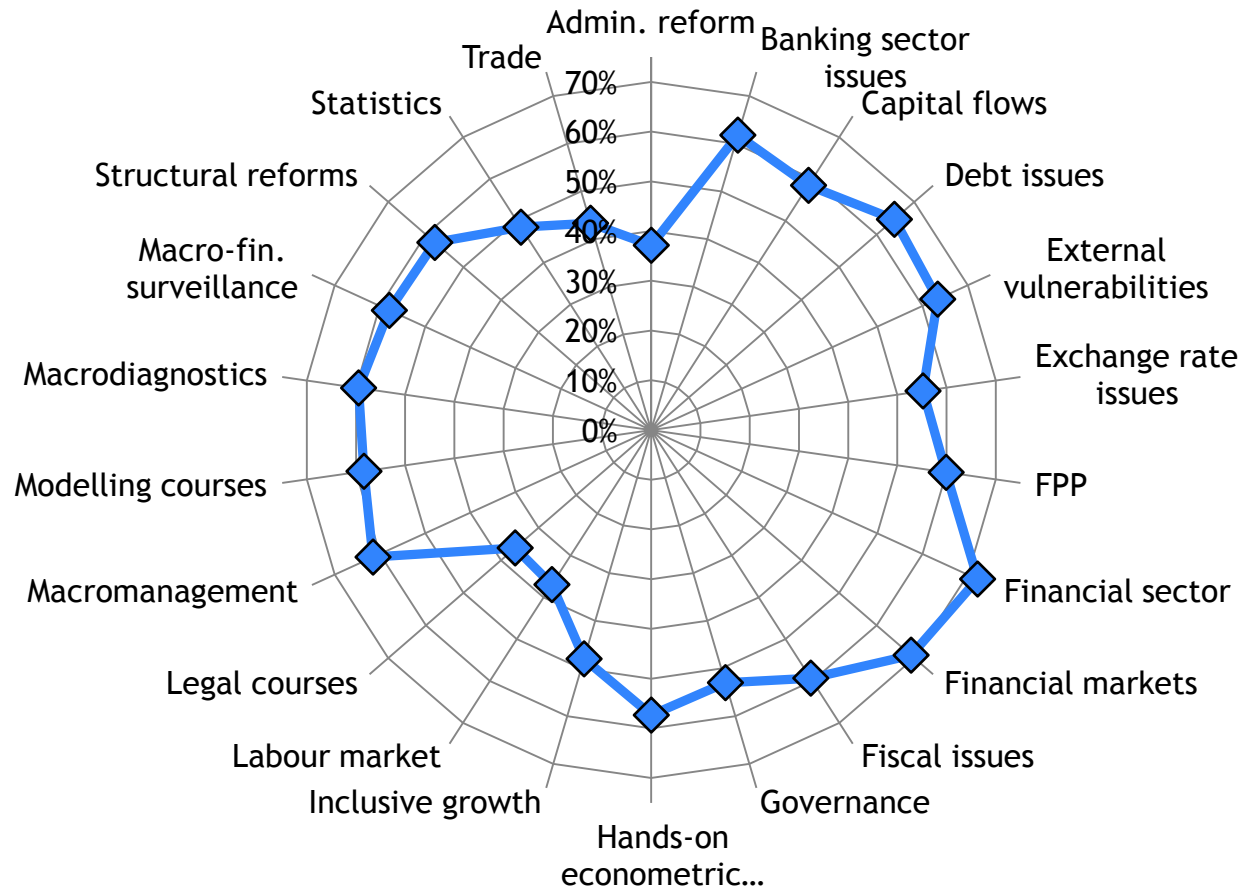 Admin. reform
Banking sector
issues
Capital flows
Debt issues
External
vulnerabilities
Exchange rate
issues
FPP
Financial sector
Financial markets
Fiscal issues
Governance
Hands-on
econometric...
Inclusive growth
Labour market
Legal courses
Macromanagement
Modelling courses
Macrodiagnostics
Macro-fin.
surveillance
Structural reforms
Statistics
Trade
70%
60%
50%
40%
30%
20%
10%
0%